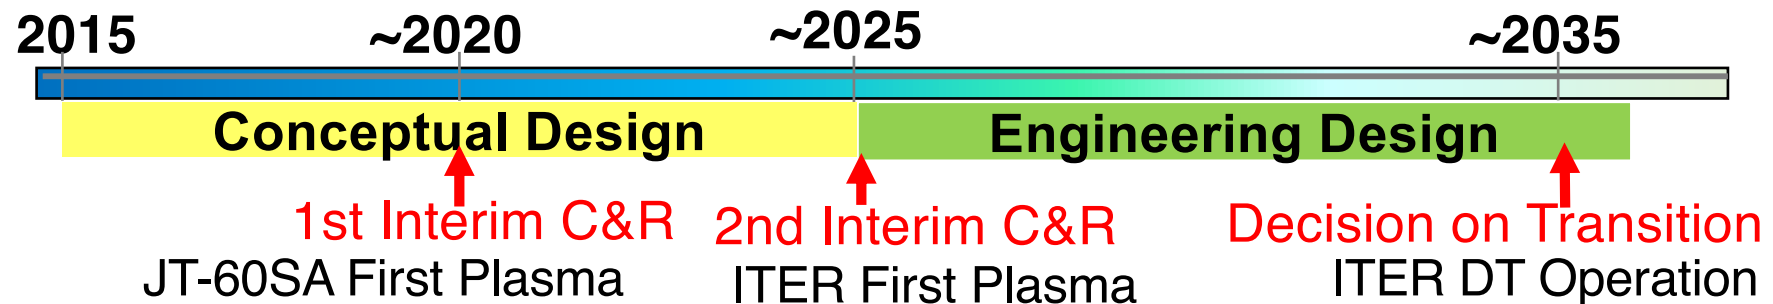 2015 ~2020 ~2025 ~2035
Conceptual Design Engineering Design
1st Interim C&R 2nd Interim C&R Decision on Transition
JT-60SA First Plasma ITER First Plasma ITER DT Operation